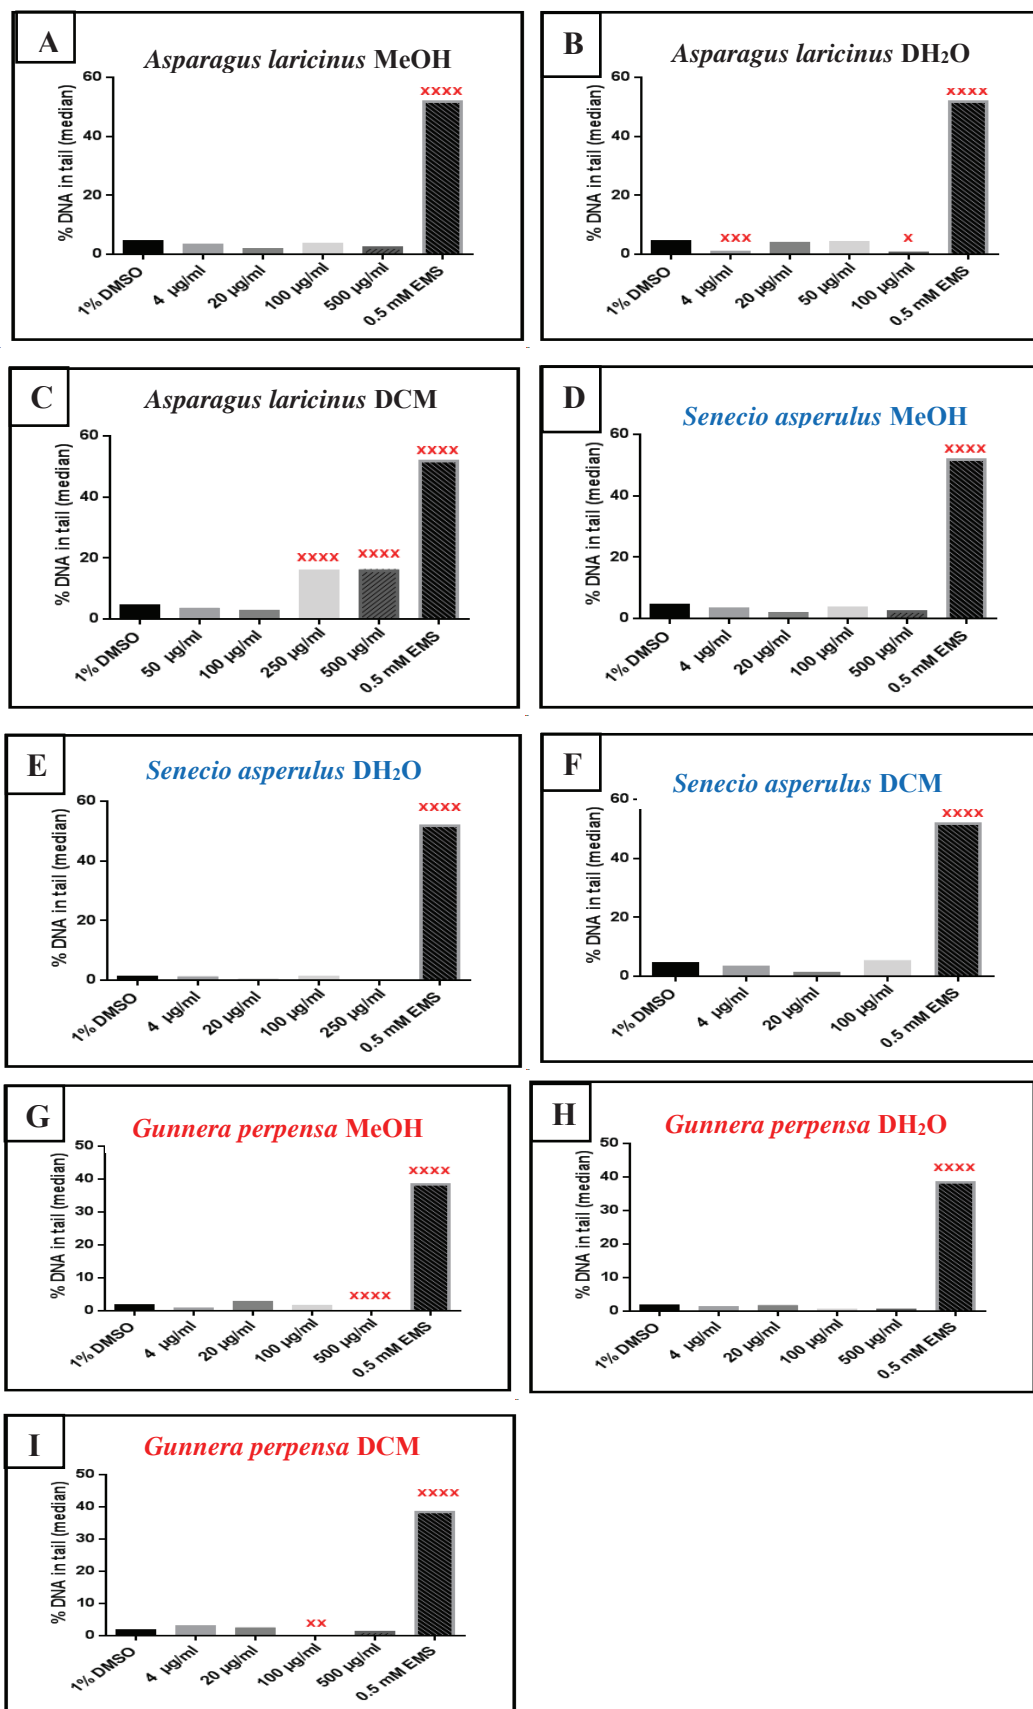 A
Asparagus laricinus MeOH
% DNA in tail (median)
60
40
20
0
xxxx
1% DMSO
4 µg/ml
20 µg/ml
100 µg/ml
500 µg/ml
0.5 mM EMS
B
Asparagus laricinus DH₂O
% DNA in tail (median)
60
40
20
0
xxx
x
xxxx
1% DMSO
4 µg/ml
20 µg/ml
50 µg/ml
100 µg/ml
0.5 mM EMS
C
Asparagus laricinus DCM
% DNA in tail (median)
60
40
20
0
xxxx
xxxx
xxxx
1% DMSO
50 µg/ml
100 µg/ml
250 µg/ml
500 µg/ml
0.5 mM EMS
D
Senecio asperulus MeOH
% DNA in tail (median)
60
40
20
0
xxxx
1% DMSO
4 µg/ml
20 µg/ml
100 µg/ml
500 µg/ml
0.5 mM EMS
E
Senecio asperulus DH₂O
% DNA in tail (median)
60
40
20
0
xxxx
1% DMSO
4 µg/ml
20 µg/ml
100 µg/ml
250 µg/ml
0.5 mM EMS
F
Senecio asperulus DCM
% DNA in tail (median)
60
40
20
0
xxxx
1% DMSO
4 µg/ml
20 µg/ml
100 µg/ml
0.5 mM EMS
G
Gunnera perpensa MeOH
% DNA in tail (median)
50
40
30
20
10
0
xxxx
xxxx
1% DMSO
4 µg/ml
20 µg/ml
100 µg/ml
500 µg/ml
0.5 mM EMS
H
Gunnera perpensa DH₂O
% DNA in tail (median)
50
40
30
20
10
0
xxxx
1% DMSO
4 µg/ml
20 µg/ml
100 µg/ml
500 µg/ml
0.5 mM EMS
I
Gunnera perpensa DCM
% DNA in tail (median)
50
40
30
20
10
0
xx
xxxx
1% DMSO
4 µg/ml
20 µg/ml
100 µg/ml
500 µg/ml
0.5 mM EMS